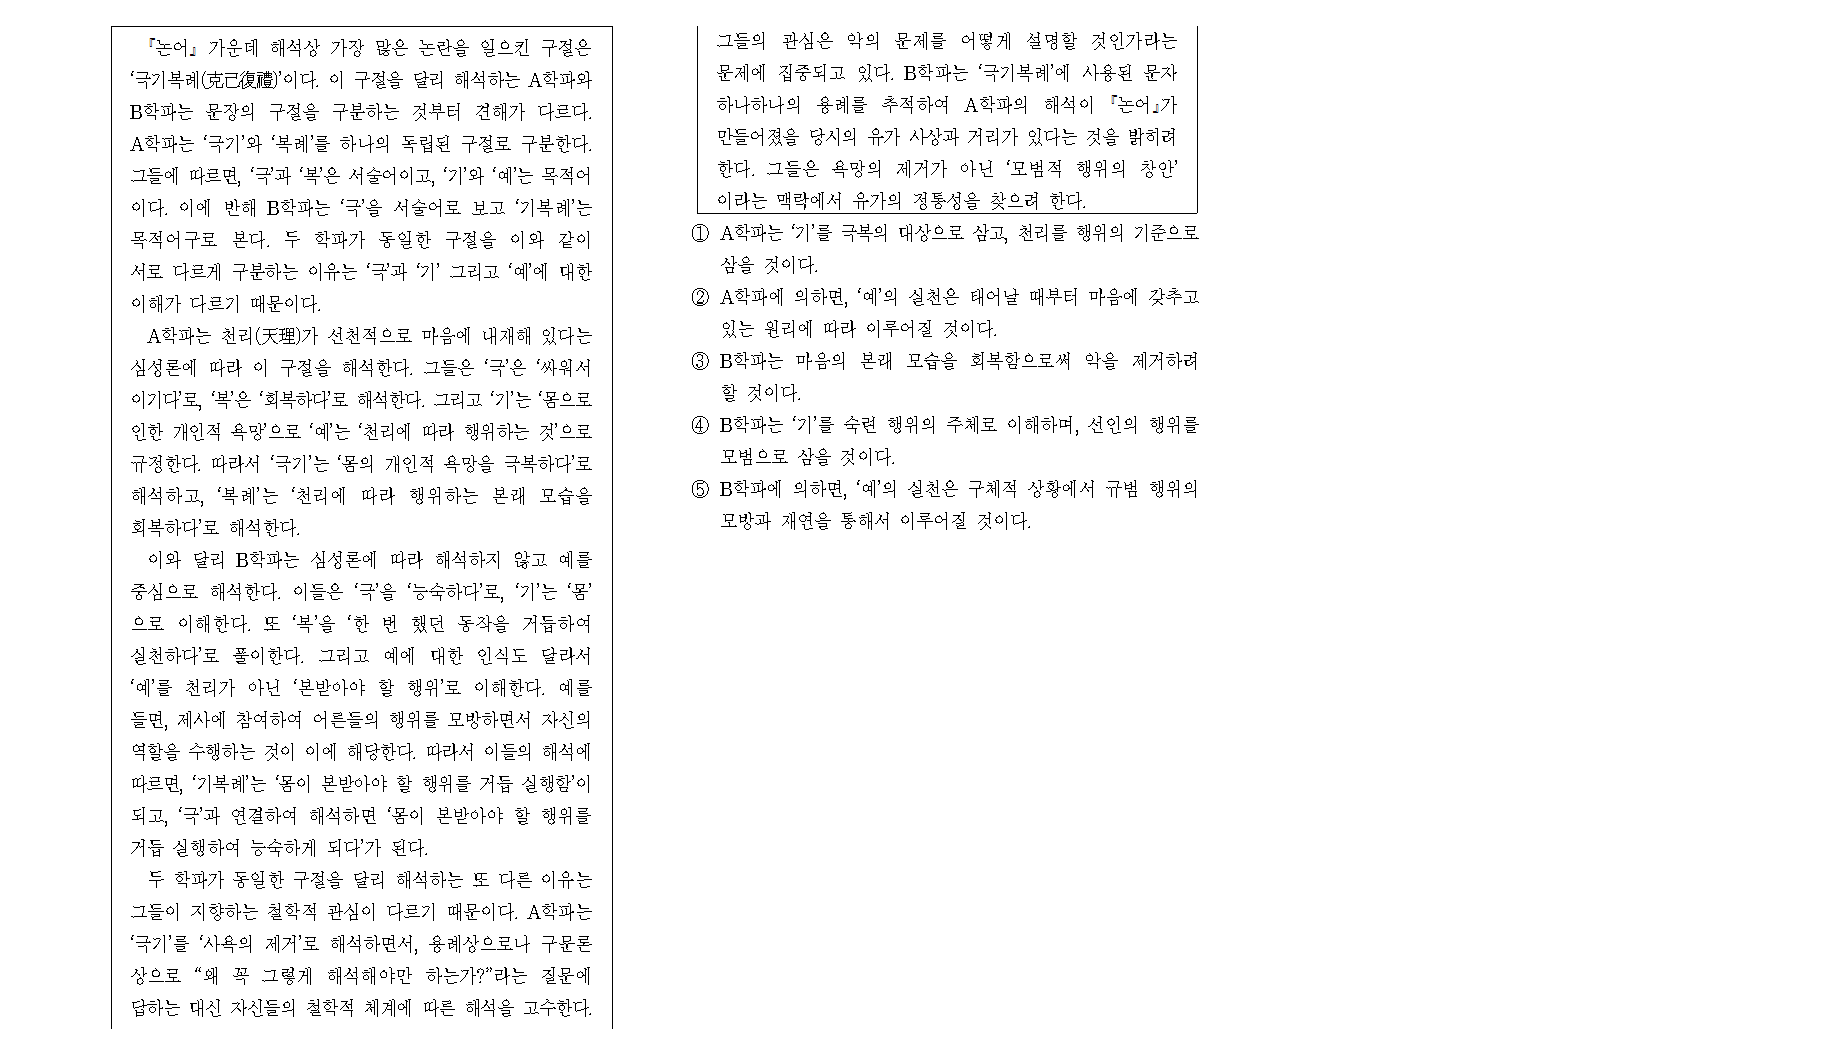 『논어』 가운데 해석상 가장 많은 논란을 일으킨 구절은
‘극기복례(克己復禮)’이다. 이 구절을 달리 해석하는 A학파와
B학파는 문장의 구절을 구분하는 것부터 견해가 다르다.
A학파는 ‘극기’와 ‘복례’를 하나의 독립된 구절로 구분한다.
그들에 따르면, ‘극’과 ‘복’은 서술어이고, ‘기’와 ‘예’는 목적어
이다. 이에 반해 B학파는 ‘극’을 서술어로 보고 ‘기복례’는
목적어구로 본다. 두 학파가 동일한 구절을 이와 같이
서로 다르게 구분하는 이유는 ‘극’과 ‘기’ 그리고 ‘예’에 대한
이해가 다르기 때문이다.
A학파는 천리(天理)가 선천적으로 마음에 내재해 있다는
심성론에 따라 이 구절을 해석한다. 그들은 ‘극’은 ‘싸워서
이기다’로, ‘복’은 ‘회복하다’로 해석한다. 그리고 ‘기’는 ‘몸으로
인한 개인적 욕망’으로 ‘예’는 ‘천리에 따라 행위하는 것’으로
규정한다. 따라서 ‘극기’는 ‘몸의 개인적 욕망을 극복하다’로
해석하고, ‘복례’는 ‘천리에 따라 행위하는 본래 모습을
회복하다’로 해석한다.
이와 달리 B학파는 심성론에 따라 해석하지 않고 예를
중심으로 해석한다. 이들은 ‘극’을 ‘능숙하다’로, ‘기’는 ‘몸’
으로 이해한다. 또 ‘복’을 ‘한 번 했던 동작을 거듭하여
실천하다’로 풀이한다. 그리고 예에 대한 인식도 달라서
‘예’를 천리가 아닌 ‘본받아야 할 행위’로 이해한다. 예를
들면, 제사에 참여하여 어른들의 행위를 모방하면서 자신의
역할을 수행하는 것이 이에 해당한다. 따라서 이들의 해석에
따르면, ‘기복례’는 ‘몸이 본받아야 할 행위를 거듭 실행함’이
되고, ‘극’과 연결하여 해석하면 ‘몸이 본받아야 할 행위를
거듭 실행하여 능숙하게 되다’가 된다.
두 학파가 동일한 구절을 달리 해석하는 또 다른 이유는
그들이 지향하는 철학적 관심이 다르기 때문이다. A학파는
‘극기’를 ‘사욕의 제거’로 해석하면서, 용례상으로나 구문론
상으로 “왜 꼭 그렇게 해석해야만 하는가?”라는 질문에
답하는 대신 자신들의 철학적 체계에 따른 해석을 고수한다.
그들의 관심은 악의 문제를 어떻게 설명할 것인가라는
문제에 집중되고 있다. B학파는 ‘극기복례’에 사용된 문자
하나하나의 용례를 추적하여 A학파의 해석이 『논어』가
만들어졌을 당시의 유가 사상과 거리가 있다는 것을 밝히려
한다. 그들은 욕망의 제거가 아닌 ‘모범적 행위의 창안’
이라는 맥락에서 유가의 정통성을 찾으려 한다.
① A학파는 ‘기’를 극복의 대상으로 삼고, 천리를 행위의 기준으로
삼을 것이다.
② A학파에 의하면, ‘예’의 실천은 태어날 때부터 마음에 갖추고
있는 원리에 따라 이루어질 것이다.
③ B학파는 마음의 본래 모습을 회복함으로써 악을 제거하려
할 것이다.
④ B학파는 ‘기’를 숙련 행위의 주체로 이해하며, 선인의 행위를
모범으로 삼을 것이다.
⑤ B학파에 의하면, ‘예’의 실천은 구체적 상황에서 규범 행위의
모방과 재연을 통해서 이루어질 것이다.